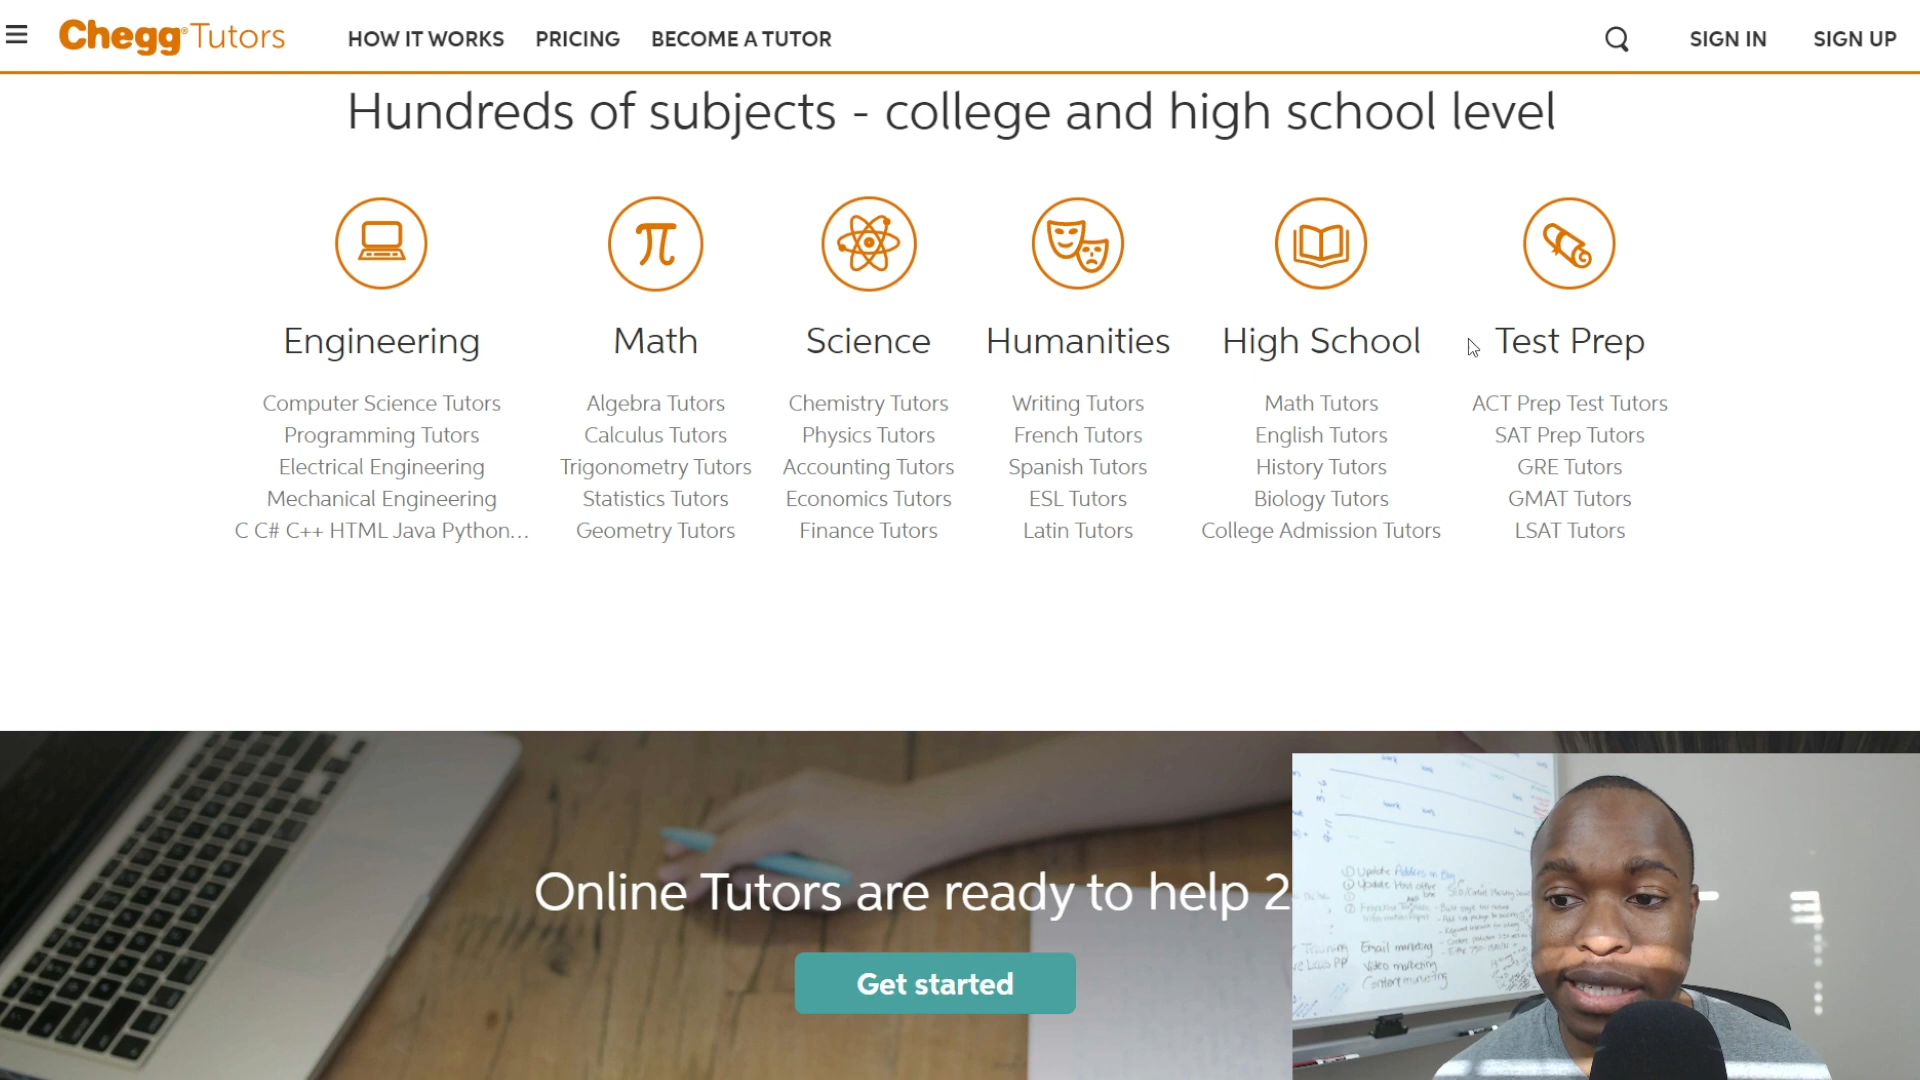 Chegg® Tutors HOW IT WORKS PRICING BECOME A TUTOR SIGN IN SIGN UP
Hundreds of subjects - college and high school level
Engineering
Computer Science Tutors
Programming Tutors
Electrical Engineering
Mechanical Engineering
C C# C++ HTML Java Python...
Math
Algebra Tutors
Calculus Tutors
Trigonometry Tutors
Statistics Tutors
Geometry Tutors
Science
Chemistry Tutors
Physics Tutors
Accounting Tutors
Economics Tutors
Finance Tutors
Humanities
Writing Tutors
French Tutors
Spanish Tutors
ESL Tutors
Latin Tutors
High School
Math Tutors
English Tutors
History Tutors
Biology Tutors
College Admission Tutors
Test Prep
ACT Prep Test Tutors
SAT Prep Tutors
GRE Tutors
GMAT Tutors
LSAT Tutors
Online Tutors are ready to help 2
Get started
Email marketing
Video marketing
Content marketing